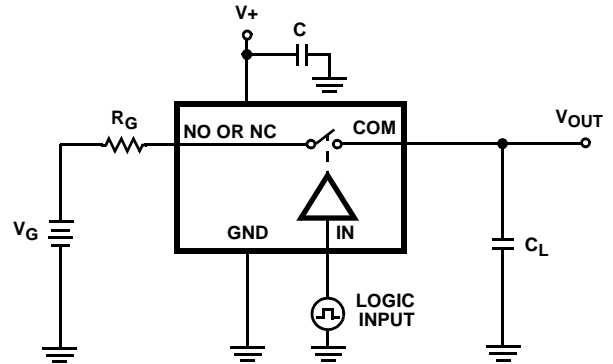 V+
C
RG
NO OR NC
COM
VOUT
VG
GND
IN
CL
LOGIC
INPUT